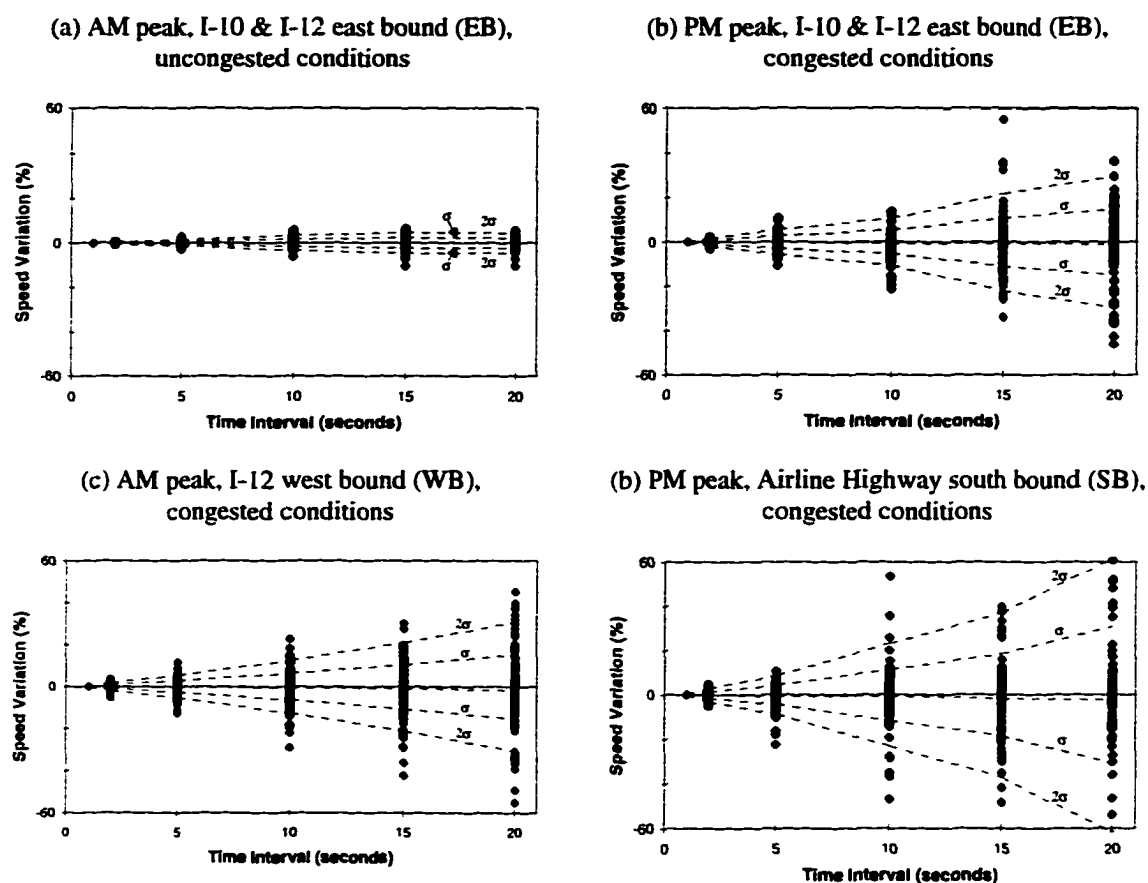 (a) AM peak, I-10 & I-12 east bound (EB),
uncongested conditions
60
0
-60
Speed Variation (%)
σ
2σ
σ
2σ
0
5
10
15
20
Time Interval (seconds)
(b) PM peak, I-10 & I-12 east bound (EB),
congested conditions
60
0
-60
Speed Variation (%)
2σ
σ
σ
2σ
0
5
10
15
20
Time Interval (seconds)
(c) AM peak, I-12 west bound (WB),
congested conditions
60
0
-60
Speed Variation (%)
2σ
σ
σ
2σ
0
5
10
15
20
Time Interval (seconds)
(b) PM peak, Airline Highway south bound (SB),
congested conditions
60
0
-60
Speed Variation (%)
2σ
σ
σ
2σ
0
5
10
15
20
Time Interval (seconds)